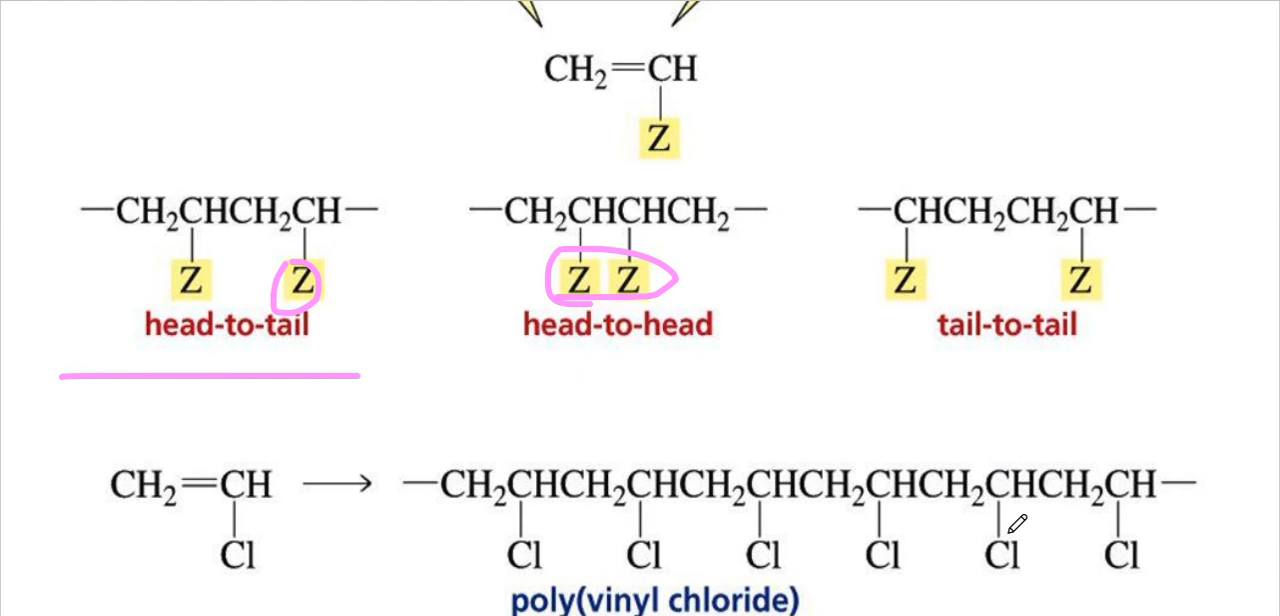 CH₂=CH
Z
—CH₂CHCH₂CH— —CH₂CHCHCH₂— —CHCH₂CH₂CH—
Z Z Z Z Z Z
head-to-tail head-to-head tail-to-tail
CH₂=CH → —CH₂CHCH₂CHCH₂CHCH₂CHCH₂CHCH₂CH—
Cl Cl Cl Cl Cl Cl Cl
poly(vinyl chloride)